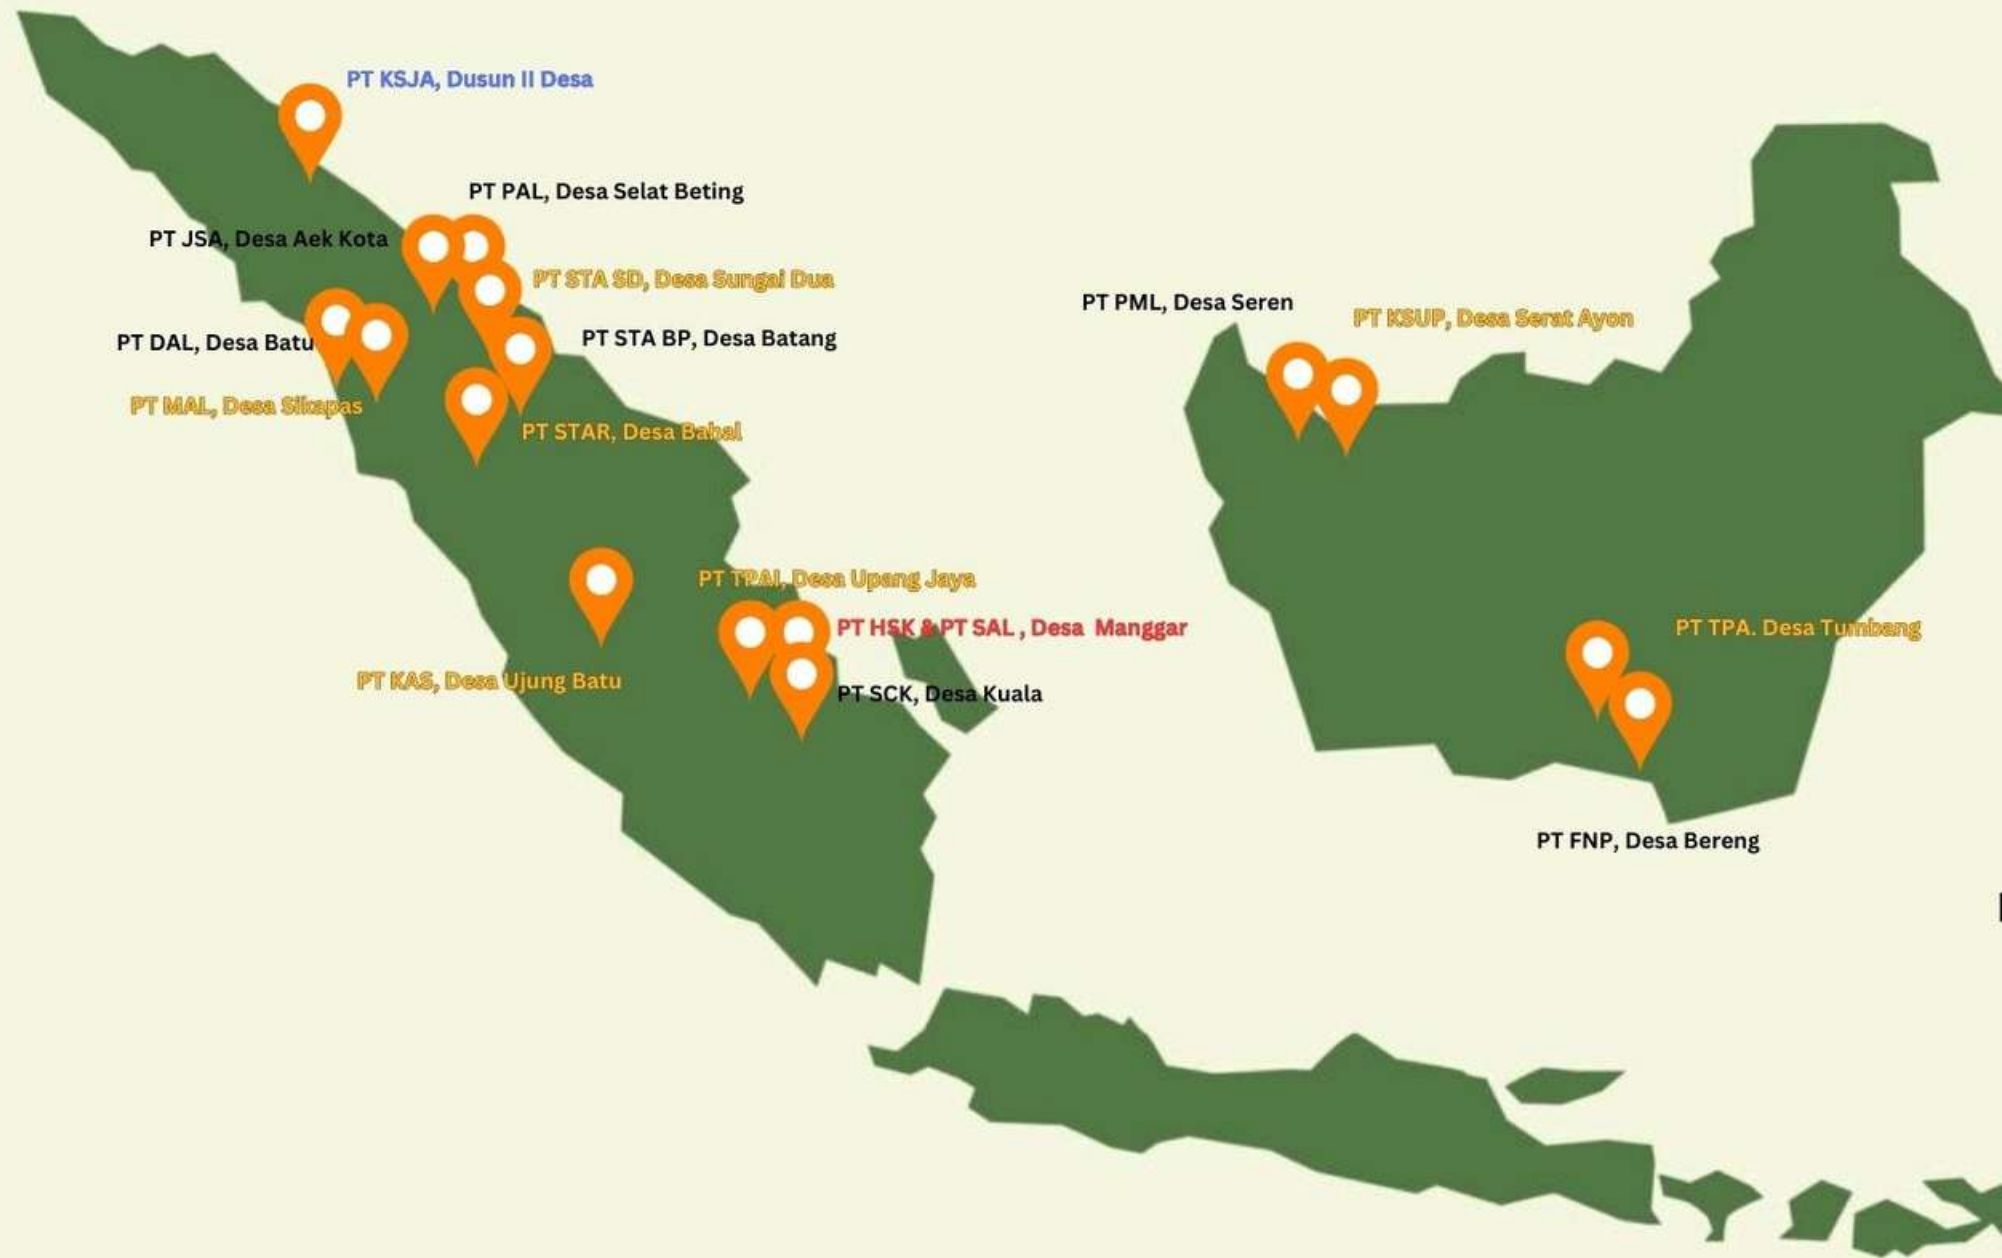 PT KSJA, Dusun II Desa
PT PAL, Desa Selat Beting
PT JSA, Desa Aek Kota
PT STA SD, Desa Sungai Dua
PT PML, Desa Seren
PT KSUP, Desa Serat Ayon
PT DAL, Desa Batu
PT STA BP, Desa Batang
PT MAL, Desa Sikapas
PT STAR, Desa Bahal
PT TPAI, Desa Upang Jaya
PT HSK & PT SAL , Desa Manggar
PT TPA. Desa Tumbang
PT KAS, Desa Ujung Batu
PT SCK, Desa Kuala
PT FNP, Desa Bereng